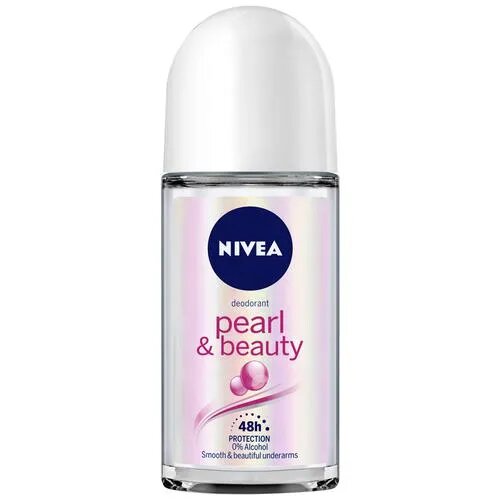 NIVEA
deodorant
pearl
& beauty
48h
PROTECTION
0% Alcohol
Smooth & beautiful underarms